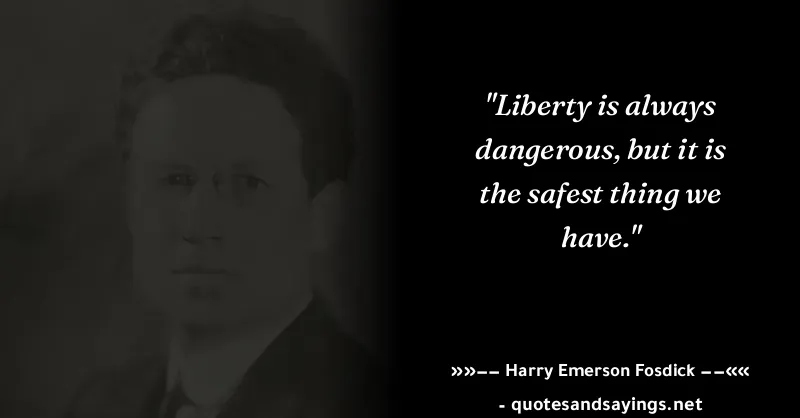 "Liberty is always
dangerous, but it is
the safest thing we
have."
»»–– Harry Emerson Fosdick ––««
- quotesandsayings.net